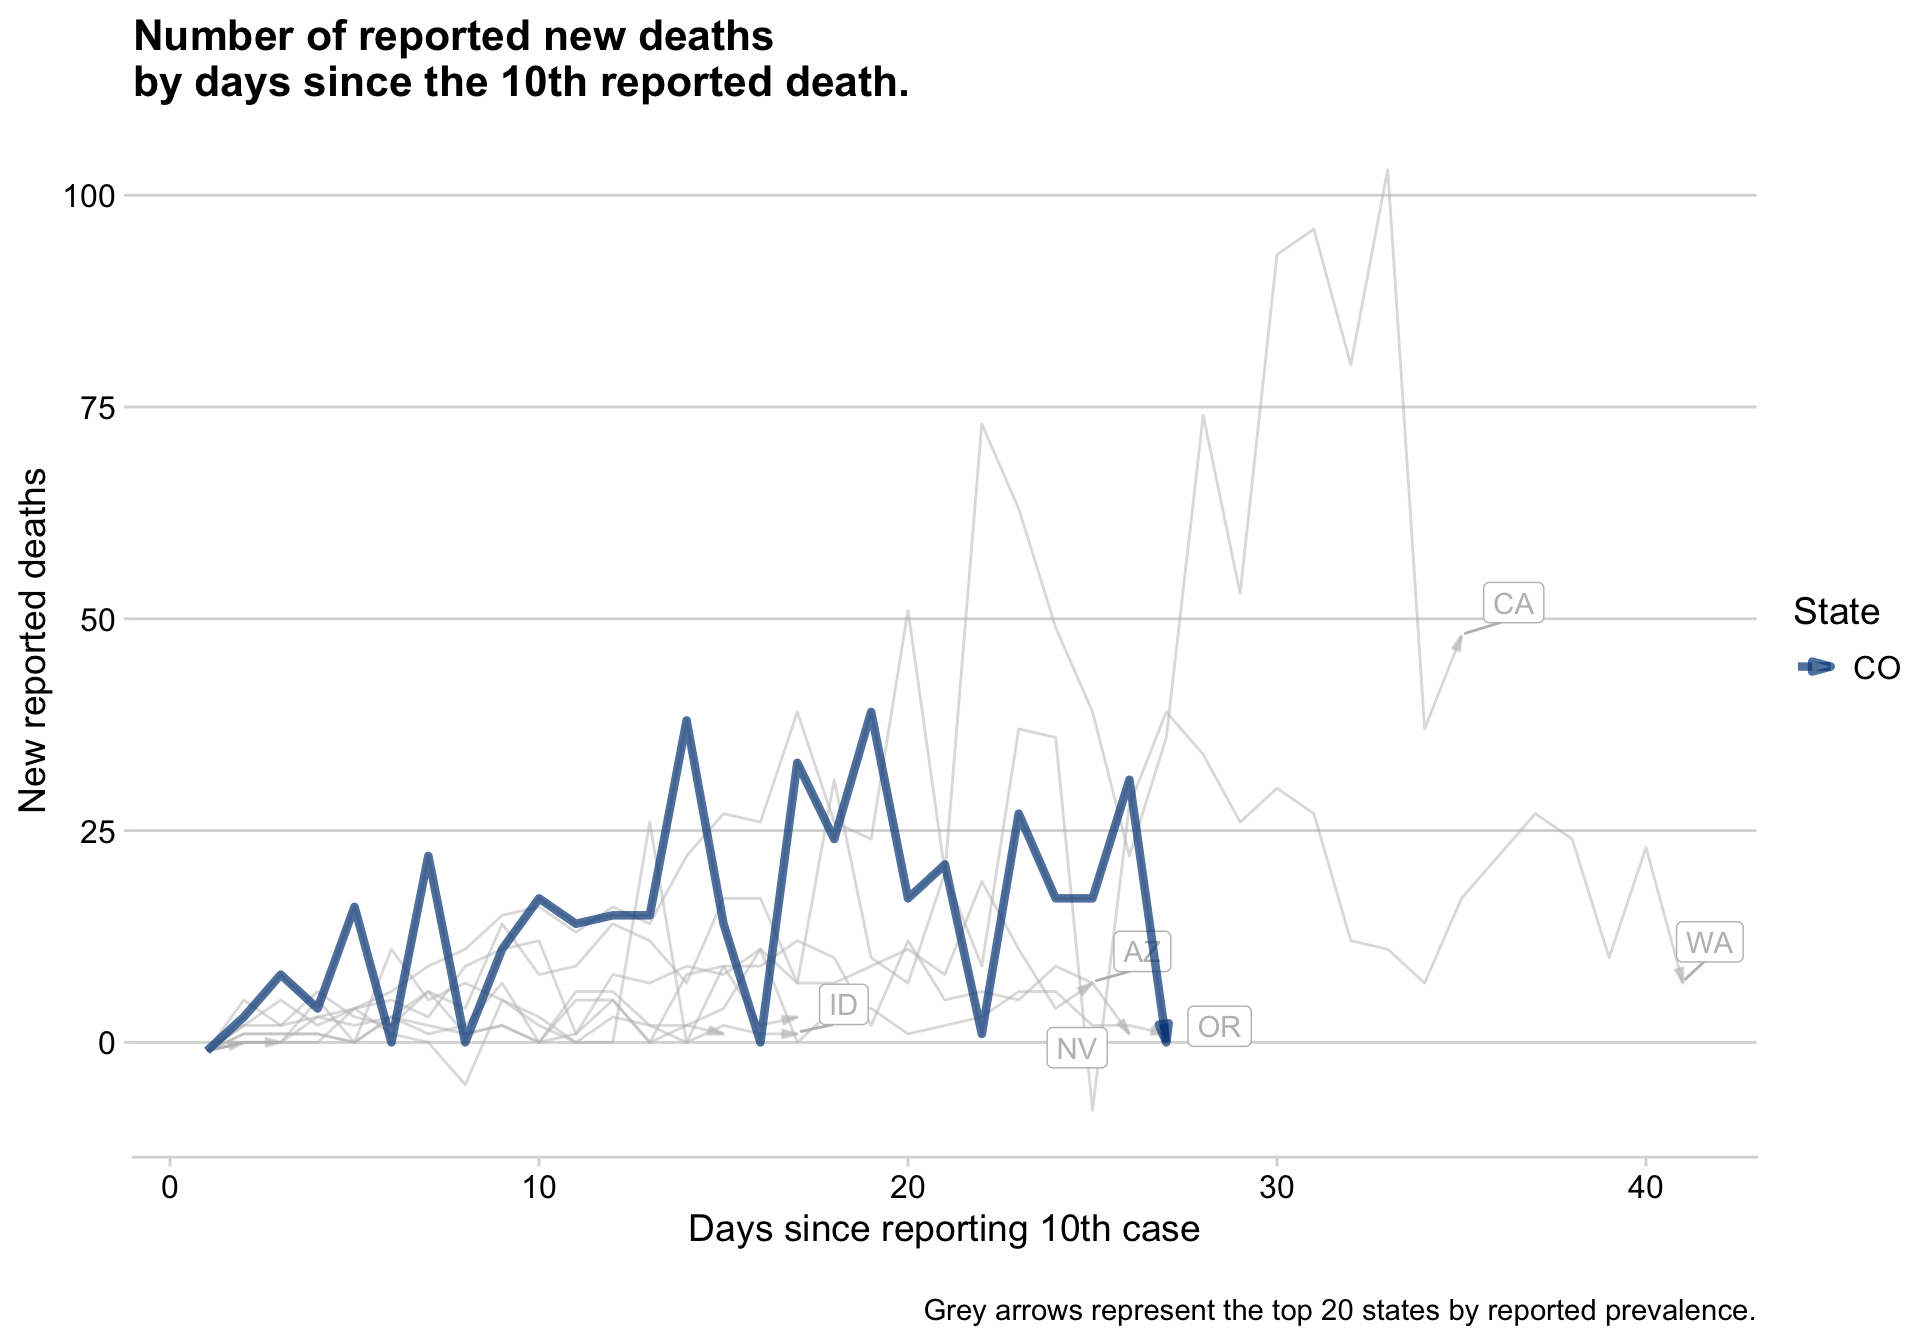 Number of reported new deaths
by days since the 10th reported death.
New reported deaths
100
75
50
25
0
CA
WA
AZ
ID
OR
NV
State
CO
0
10
20
30
40
Days since reporting 10th case
Grey arrows represent the top 20 states by reported prevalence.